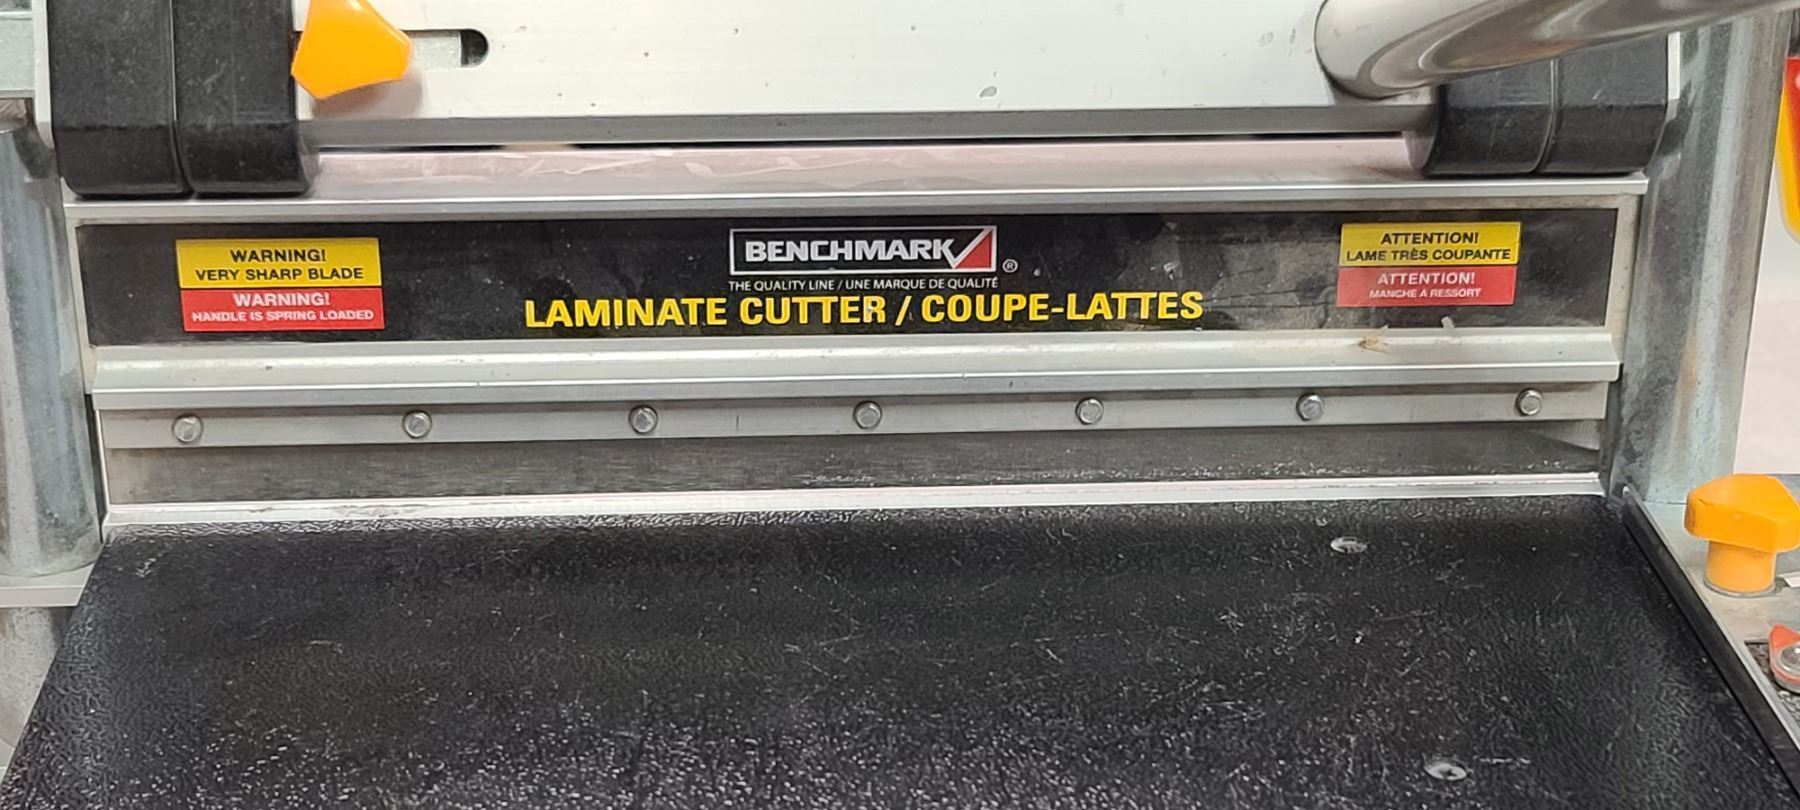 WARNING!
VERY SHARP BLADE
WARNING!
HANDLE IS SPRING LOADED
BENCHMARK
®
THE QUALITY LINE / UNE MARQUE DE QUALITÉ
LAMINATE CUTTER / COUPE-LATTES
ATTENTION!
LAME TRÈS COUPANTE
ATTENTION!
MANCHE À RESSORT